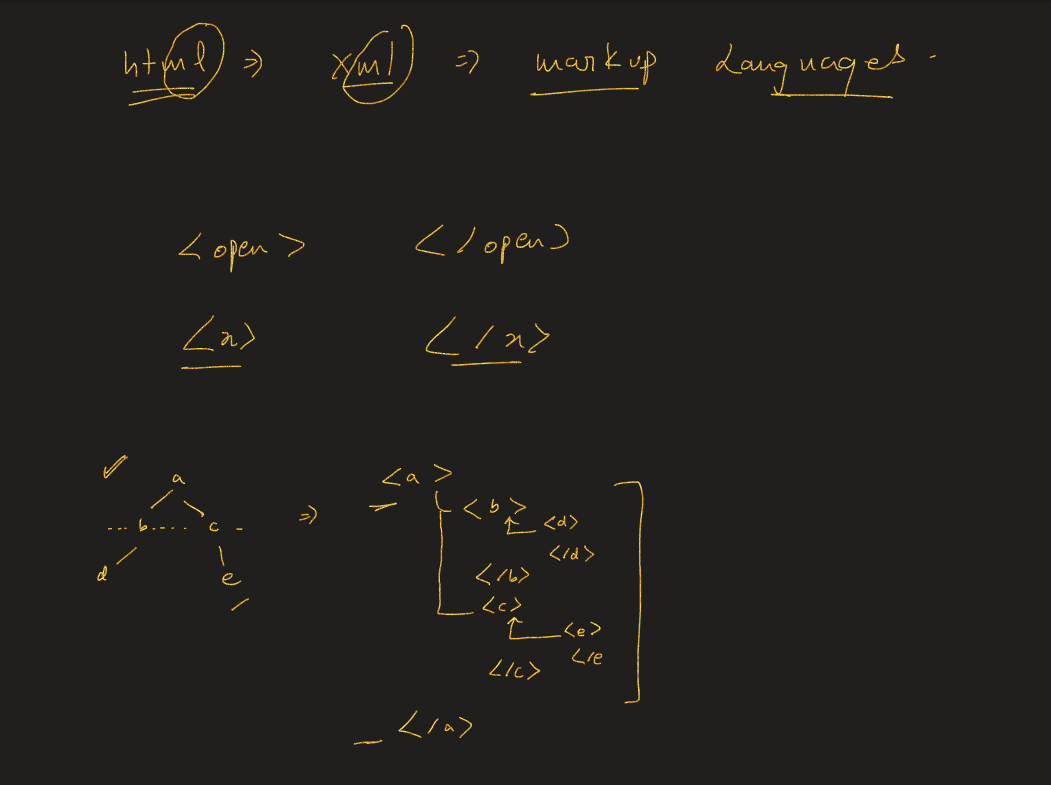 html ⇒ xml ⇒ markup Languages.
<open> </open>
<x> </x>
a
b c
d e
⇒
<a>
<b>
<d>
</d>
</b>
<c>
<e>
</e
</c>
</a>